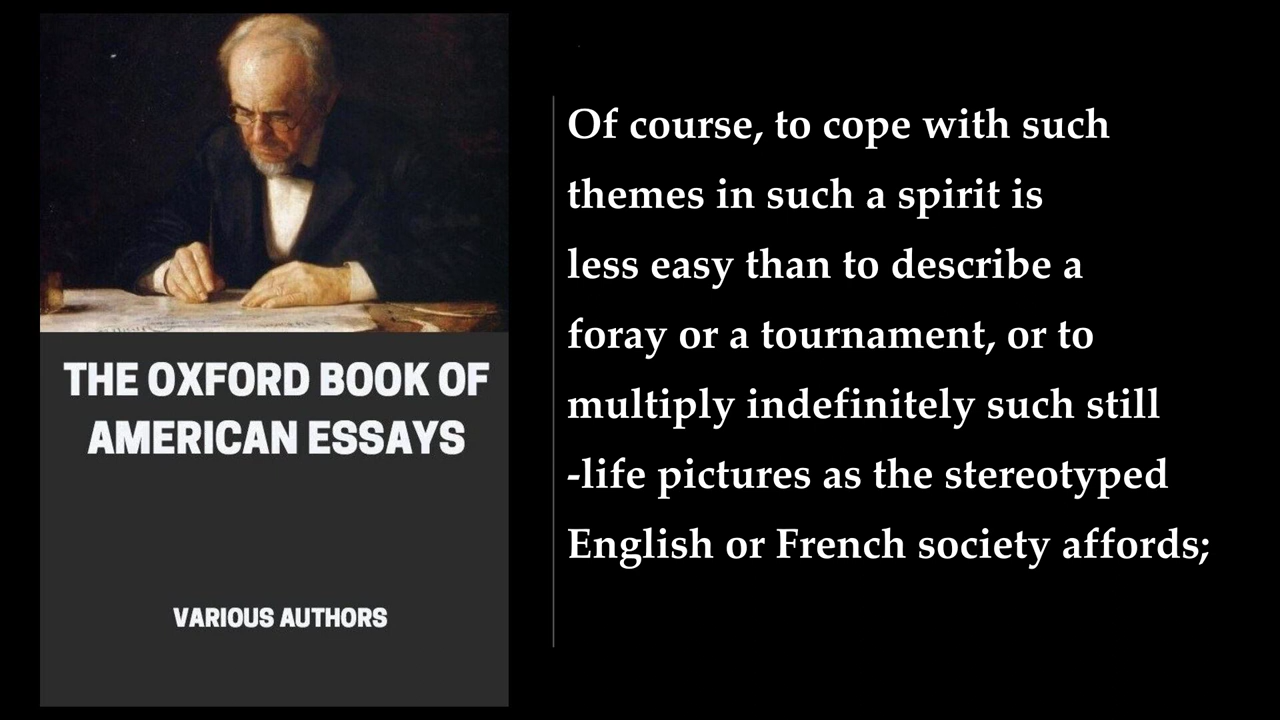 THE OXFORD BOOK OF
AMERICAN ESSAYS
VARIOUS AUTHORS
Of course, to cope with such
themes in such a spirit is
less easy than to describe a
foray or a tournament, or to
multiply indefinitely such still
-life pictures as the stereotyped
English or French society affords;